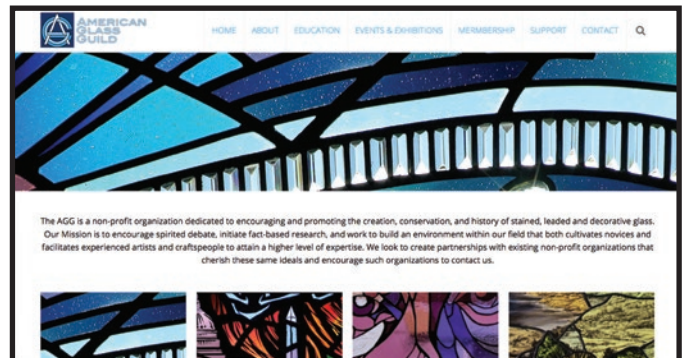 AMERICAN
GLASS
GUILD
HOME ABOUT EDUCATION EVENTS & EXHIBITIONS MERMBERSHIP SUPPORT CONTACT
The AGG is a non-profit organization dedicated to encouraging and promoting the creation, conservation, and history of stained, leaded and decorative glass.
Our Mission is to encourage spirited debate, initiate fact-based research, and work to build an environment within our field that both cultivates novices and
facilitates experienced artists and craftspeople to attain a higher level of expertise. We look to create partnerships with existing non-profit organizations that
cherish these same ideals and encourage such organizations to contact us.